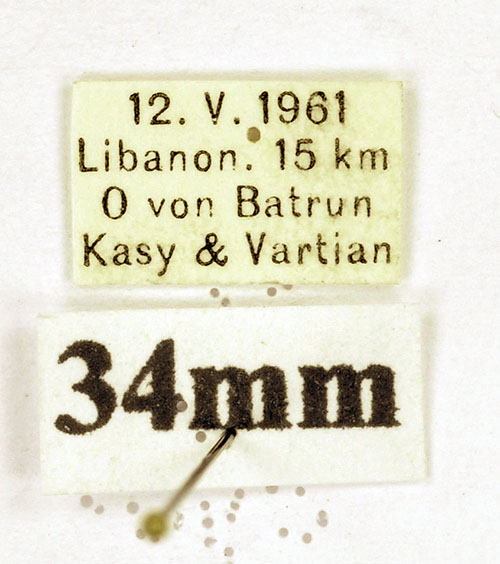 12. V. 1961
Libanon. 15 km
O von Batrun
Kasy & Vartian
34mm